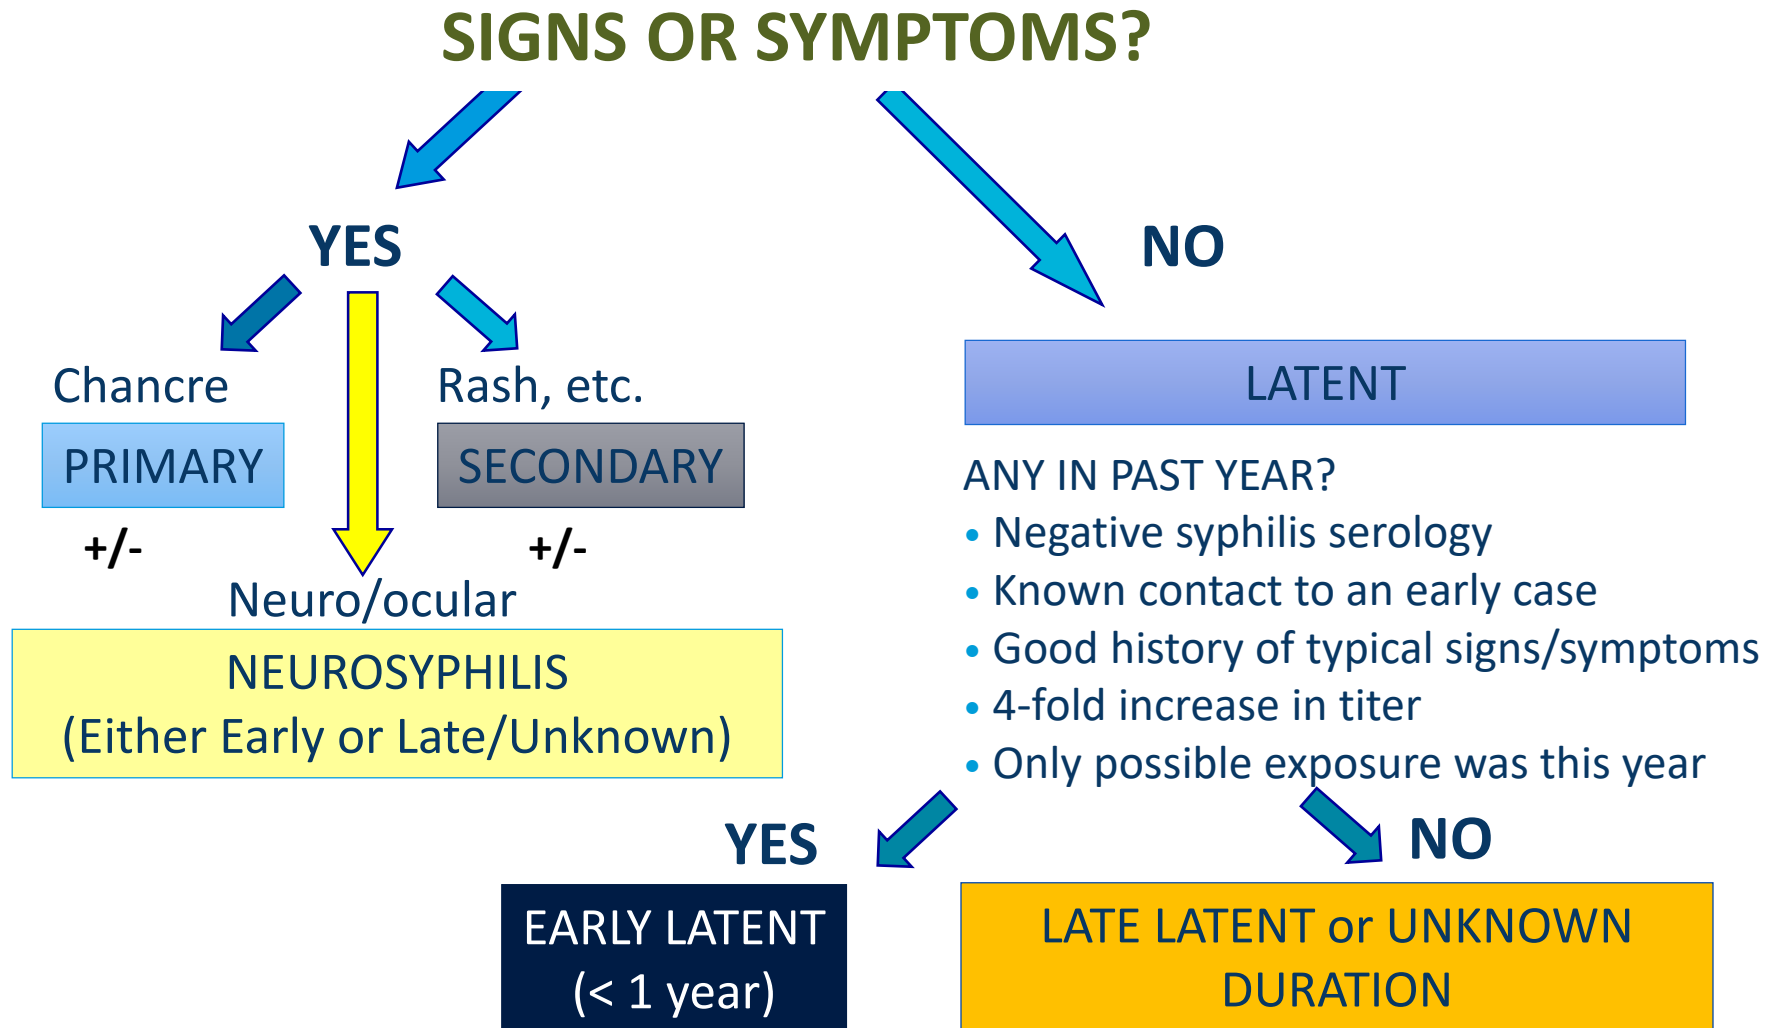 SIGNS OR SYMPTOMS?
YES
NO
Chancre
PRIMARY
+/-
Rash, etc.
SECONDARY
+/-
Neuro/ocular
NEUROSYPHILIS
(Either Early or Late/Unknown)
LATENT
ANY IN PAST YEAR?
• Negative syphilis serology
• Known contact to an early case
• Good history of typical signs/symptoms
• 4-fold increase in titer
• Only possible exposure was this year
YES
NO
EARLY LATENT
(< 1 year)
LATE LATENT or UNKNOWN
DURATION